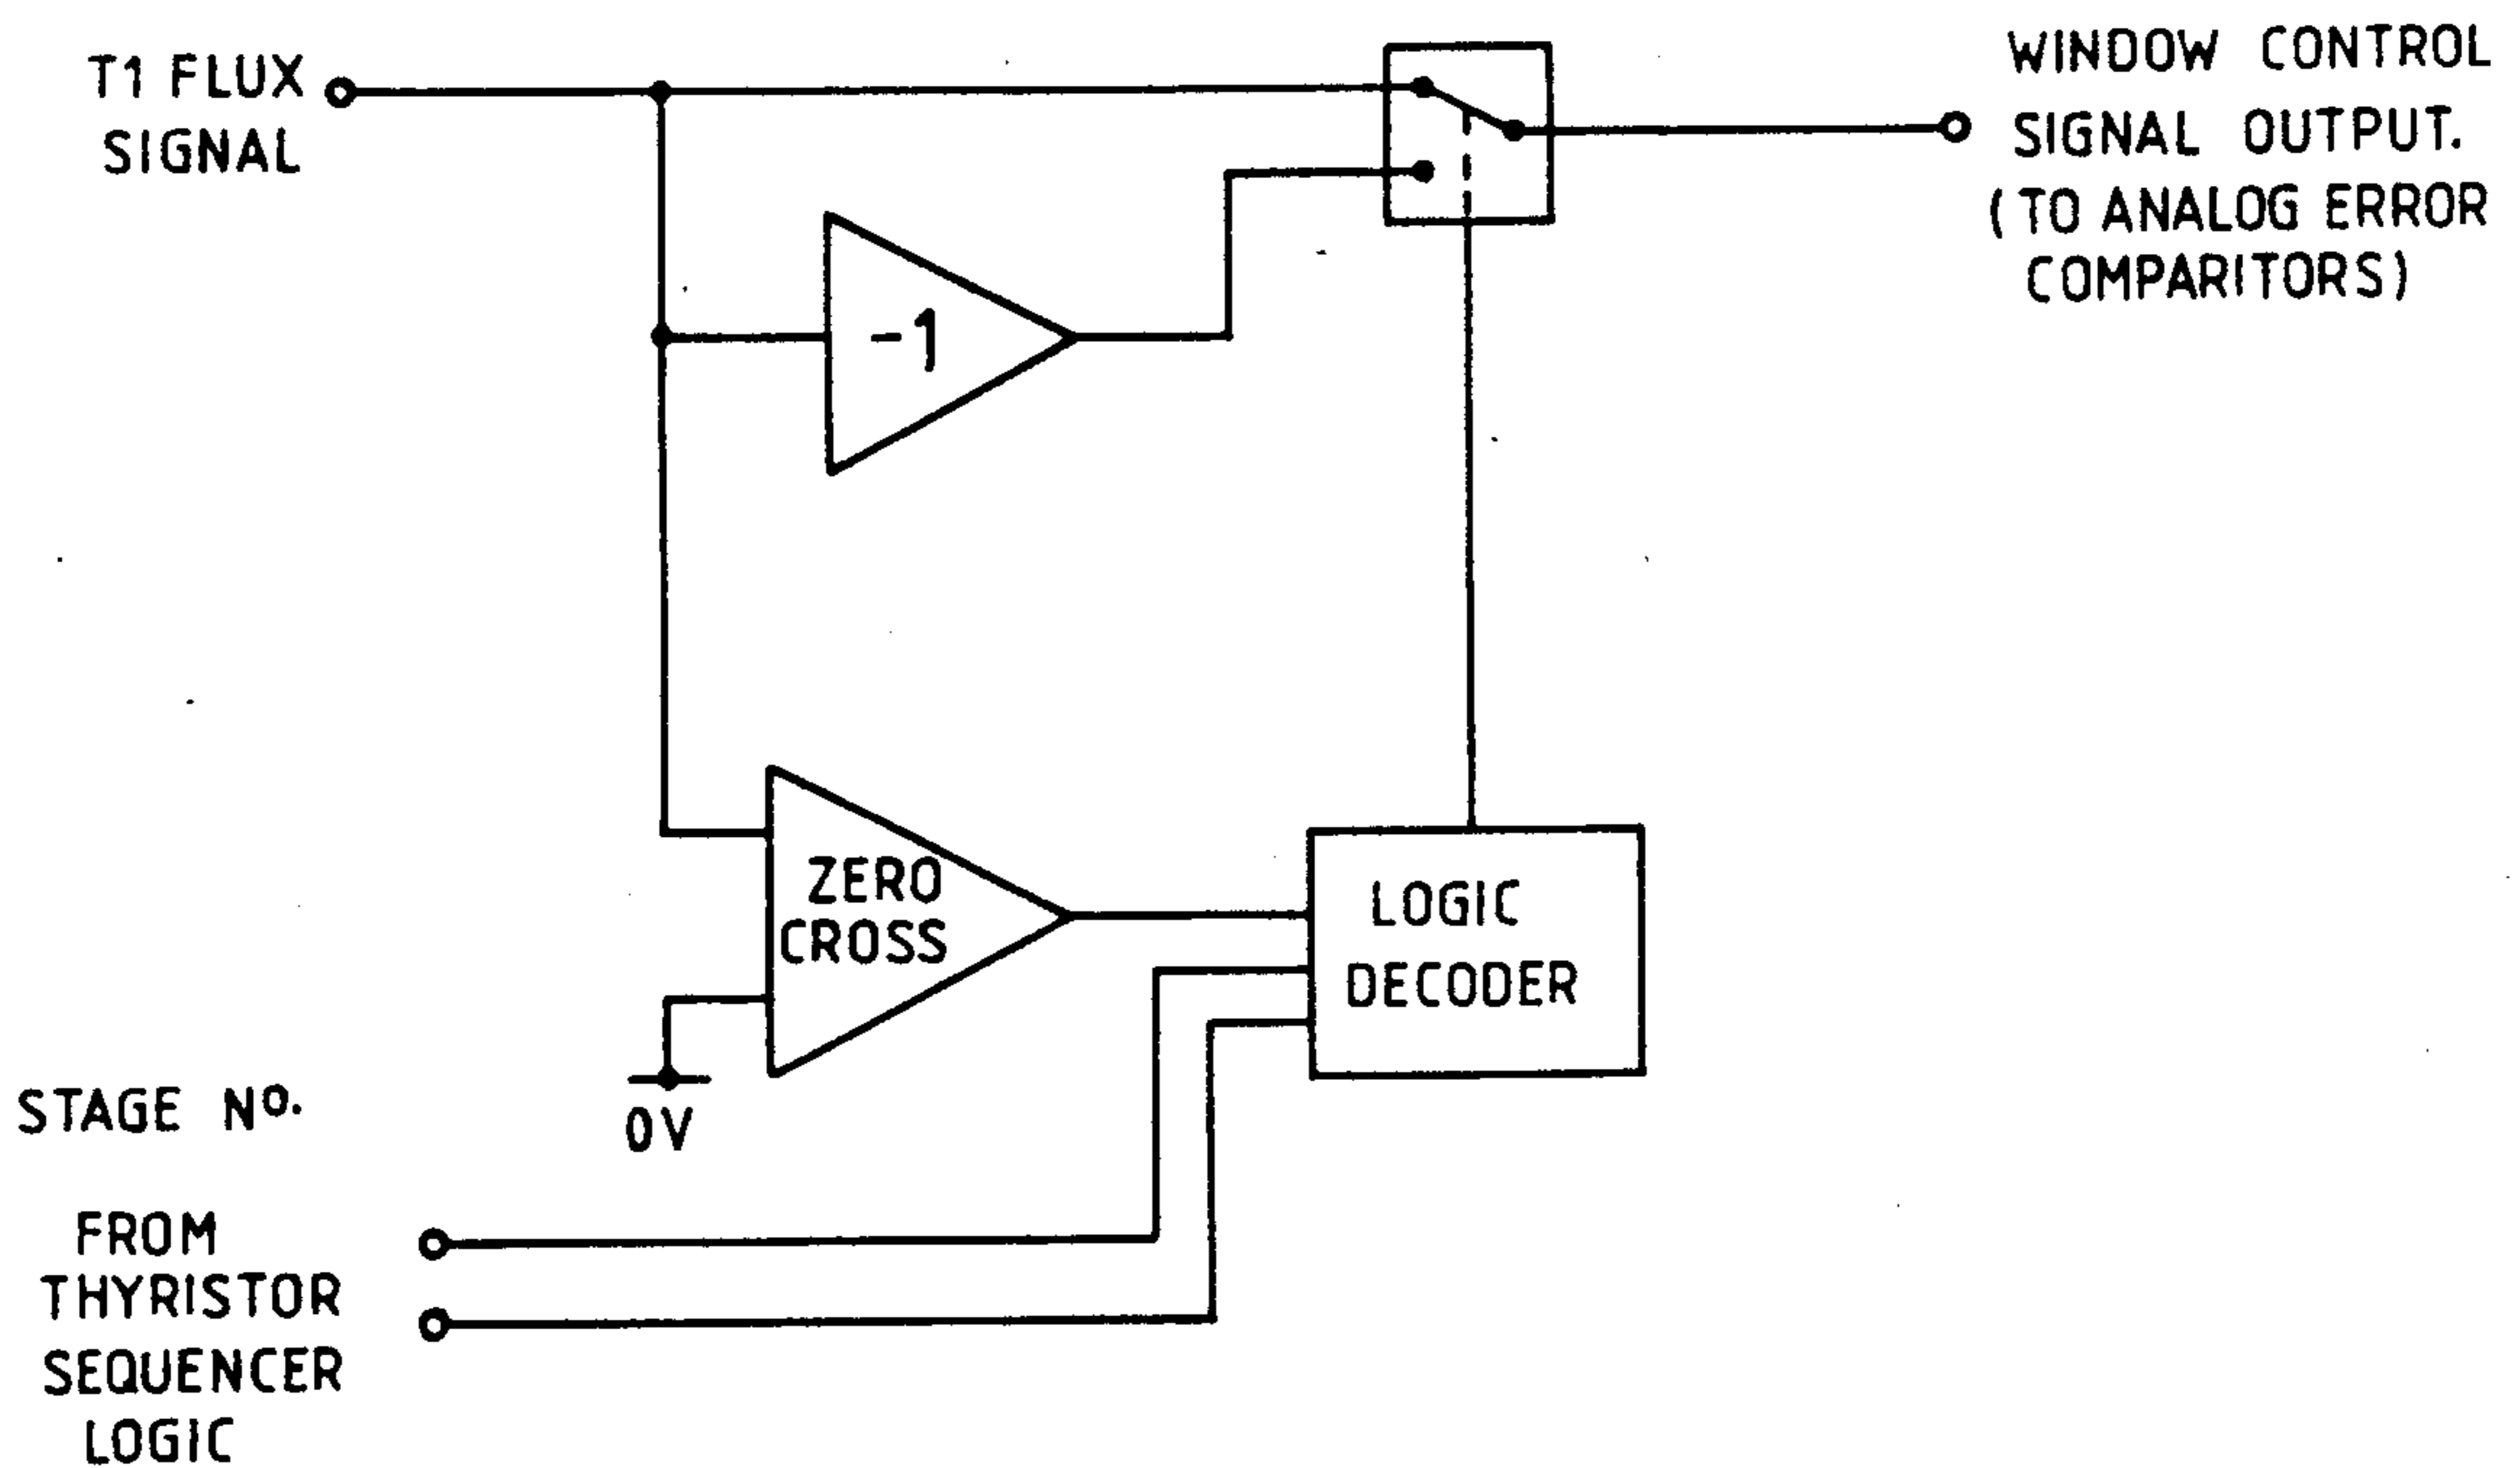 T1 FLUX
SIGNAL
WINDOW CONTROL
SIGNAL OUTPUT.
(TO ANALOG ERROR
COMPARITORS)
-1
ZERO
CROSS
LOGIC
DECODER
0V
STAGE Nº.
FROM
THYRISTOR
SEQUENCER
LOGIC